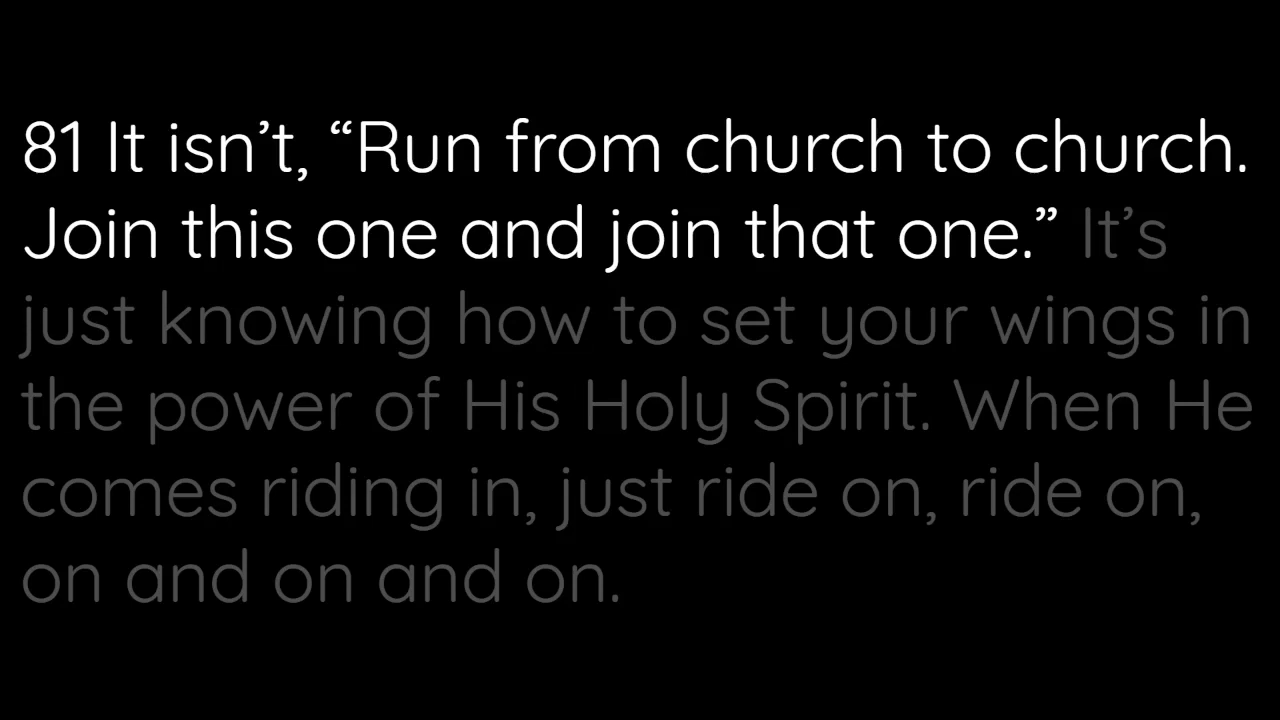 81 It isn’t, “Run from church to church.
Join this one and join that one.” It’s
just knowing how to set your wings in
the power of His Holy Spirit. When He
comes riding in, just ride on, ride on,
on and on and on.